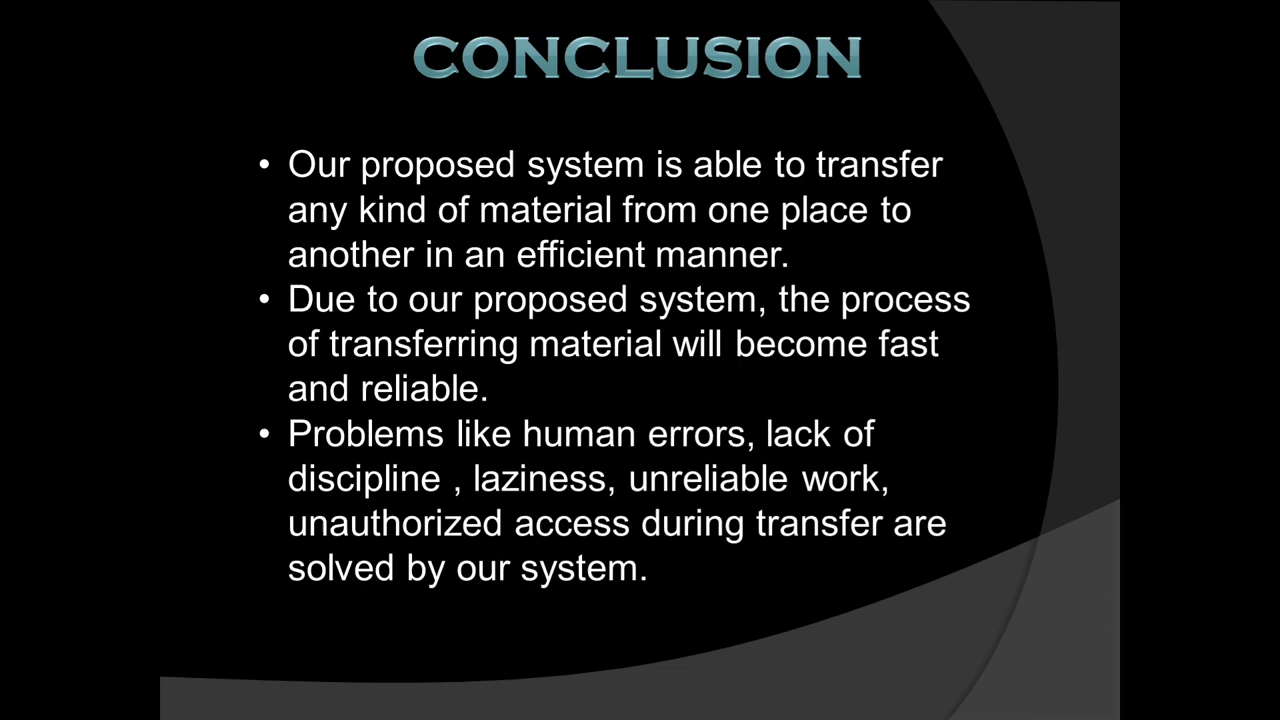 CONCLUSION
• Our proposed system is able to transfer
any kind of material from one place to
another in an efficient manner.
• Due to our proposed system, the process
of transferring material will become fast
and reliable.
• Problems like human errors, lack of
discipline , laziness, unreliable work,
unauthorized access during transfer are
solved by our system.